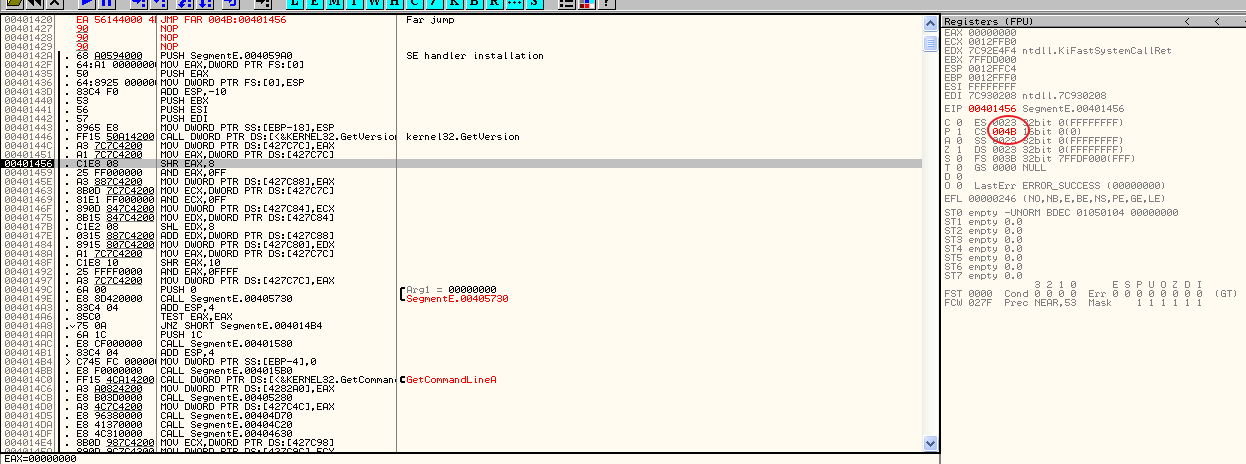 L E M T W H C / K B R ... S
00401420 EA 56144000 4 JMP FAR 004B:00401456 Far jump
00401427 90 NOP
00401428 90 NOP
00401429 90 NOP
0040142A . 68 A0594000 PUSH SegmentE.004059A0 SE handler installation
0040142F . 64:A1 00000000 MOV EAX,DWORD PTR FS:[0]
00401435 . 50 PUSH EAX
00401436 . 64:8925 000000 MOV DWORD PTR FS:[0],ESP
0040143D . 83C4 F0 ADD ESP,-10
00401440 . 53 PUSH EBX
00401441 . 56 PUSH ESI
00401442 . 57 PUSH EDI
00401443 . 8965 E8 MOV DWORD PTR SS:[EBP-18],ESP
00401446 . FF15 50A14200 CALL DWORD PTR DS:[<&KERNEL32.GetVersion kernel32.GetVersion
0040144C . A3 7C7C4200 MOV DWORD PTR DS:[427C7C],EAX
00401451 . A1 7C7C4200 MOV EAX,DWORD PTR DS:[427C7C]
00401456 . C1E8 08 SHR EAX,8
00401459 . 25 FF000000 AND EAX,0FF
0040145E . A3 887C4200 MOV DWORD PTR DS:[427C88],EAX
00401463 . 8B0D 7C7C4200 MOV ECX,DWORD PTR DS:[427C7C]
00401469 . 81E1 FF000000 AND ECX,0FF
0040146F . 890D 847C4200 MOV DWORD PTR DS:[427C84],ECX
00401475 . 8B15 847C4200 MOV EDX,DWORD PTR DS:[427C84]
0040147B . C1E2 08 SHL EDX,8
0040147E . 0315 887C4200 ADD EDX,DWORD PTR DS:[427C88]
00401484 . 8915 807C4200 MOV DWORD PTR DS:[427C80],EDX
0040148A . A1 7C7C4200 MOV EAX,DWORD PTR DS:[427C7C]
0040148F . C1E8 10 SHR EAX,10
00401492 . 25 FFFF0000 AND EAX,0FFFF
00401497 . A3 7C7C4200 MOV DWORD PTR DS:[427C7C],EAX
0040149C . 6A 00 PUSH 0 Arg1 = 00000000
0040149E . E8 8D420000 CALL SegmentE.00405730 SegmentE.00405730
004014A3 . 83C4 04 ADD ESP,4
004014A6 . 85C0 TEST EAX,EAX
004014A8 .v75 0A JNZ SHORT SegmentE.004014B4
004014AA . 6A 1C PUSH 1C
004014AC . E8 CF000000 CALL SegmentE.00401580
004014B1 . 83C4 04 ADD ESP,4
004014B4 > C745 FC 000000 MOV DWORD PTR SS:[EBP-4],0
004014BB . E8 F0000000 CALL SegmentE.004015B0
004014C0 . FF15 4CA14200 CALL DWORD PTR DS:[<&KERNEL32.GetComman GetCommandLineA
004014C6 . A3 A0824200 MOV DWORD PTR DS:[4282A0],EAX
004014CB . E8 B03D0000 CALL SegmentE.00405280
004014D0 . A3 4C7C4200 MOV DWORD PTR DS:[427C4C],EAX
004014D5 . E8 96380000 CALL SegmentE.00404D70
004014DA . E8 41370000 CALL SegmentE.00404C20
004014DF . E8 4C310000 CALL SegmentE.00404630
004014E4 . 8B0D 987C4200 MOV ECX,DWORD PTR DS:[427C98]
EAX=00000000
Registers (FPU) < < <
EAX 00000000
ECX 0012FFB0
EDX 7C92E4F4 ntdll.KiFastSystemCallRet
EBX 7FFDD000
ESP 0012FFC4
EBP 0012FFF0
ESI FFFFFFFF
EDI 7C930208 ntdll.7C930208
EIP 00401456 SegmentE.00401456
C 0 ES 0023 32bit 0(FFFFFFFF)
P 1 CS 004B 16bit 0(0)
A 0 SS 0023 32bit 0(FFFFFFFF)
Z 1 DS 0023 32bit 0(FFFFFFFF)
S 0 FS 003B 32bit 7FFDF000(FFF)
T 0 GS 0000 NULL
D 0
O 0 LastErr ERROR_SUCCESS (00000000)
EFL 00000246 (NO,NB,E,BE,NS,PE,GE,LE)
ST0 empty -UNORM BDEC 01050104 00000000
ST1 empty 0.0
ST2 empty 0.0
ST3 empty 0.0
ST4 empty 0.0
ST5 empty 0.0
ST6 empty 0.0
ST7 empty 0.0
3 2 1 0 E S P U O Z D I
FST 0000 Cond 0 0 0 0 Err 0 0 0 0 0 0 0 0 (GT)
FCW 027F Prec NEAR,53 Mask 1 1 1 1 1 1